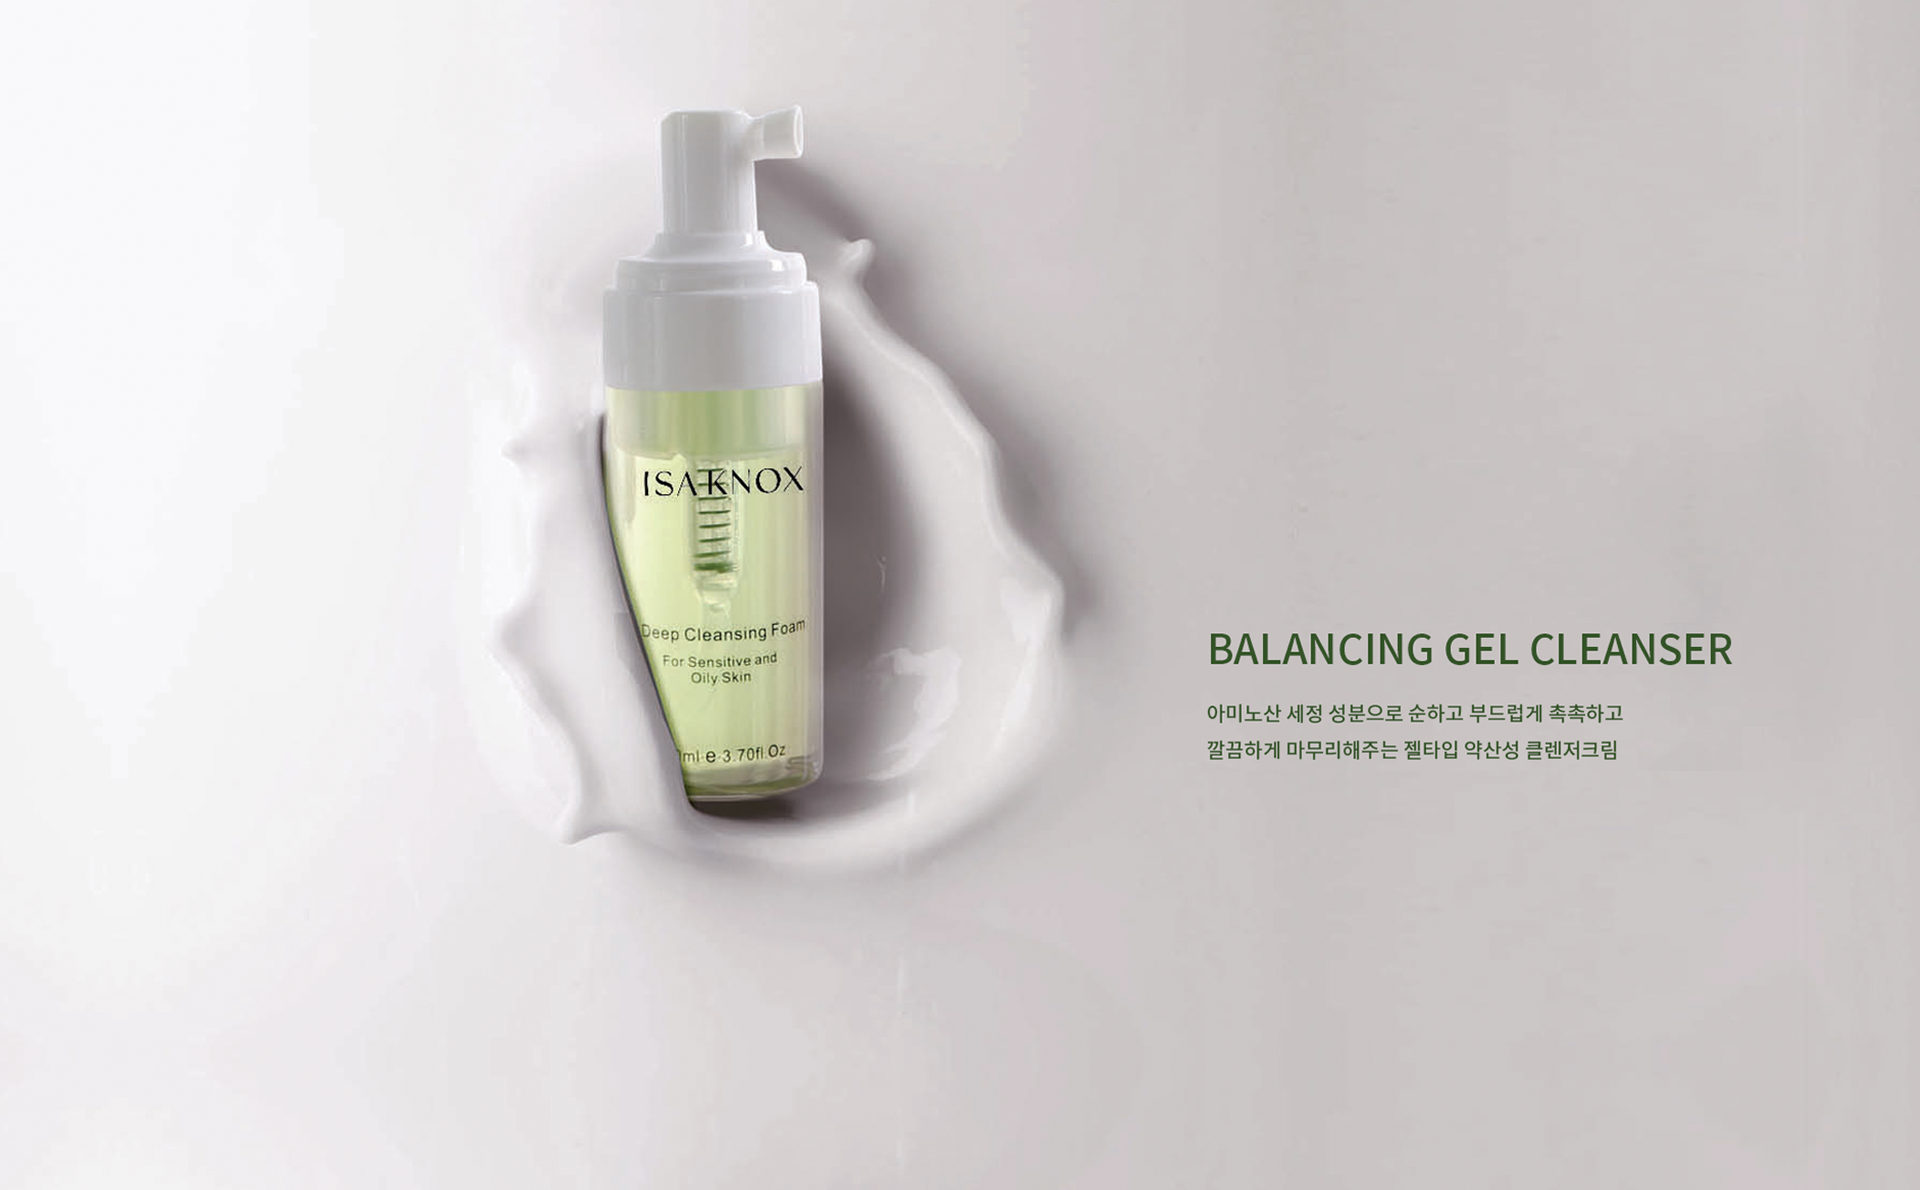 ISAKNOX
Deep Cleansing Foam
For Sensitive and
Oily Skin
ml e 3.70fl.Oz
BALANCING GEL CLEANSER
아미노산 세정 성분으로 순하고 부드럽게 촉촉하고
깔끔하게 마무리해주는 젤타입 약산성 클렌저크림